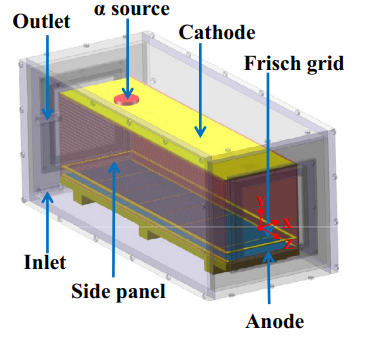 α source
Outlet
Cathode
Frisch grid
y
x
z
Inlet
Side panel
Anode